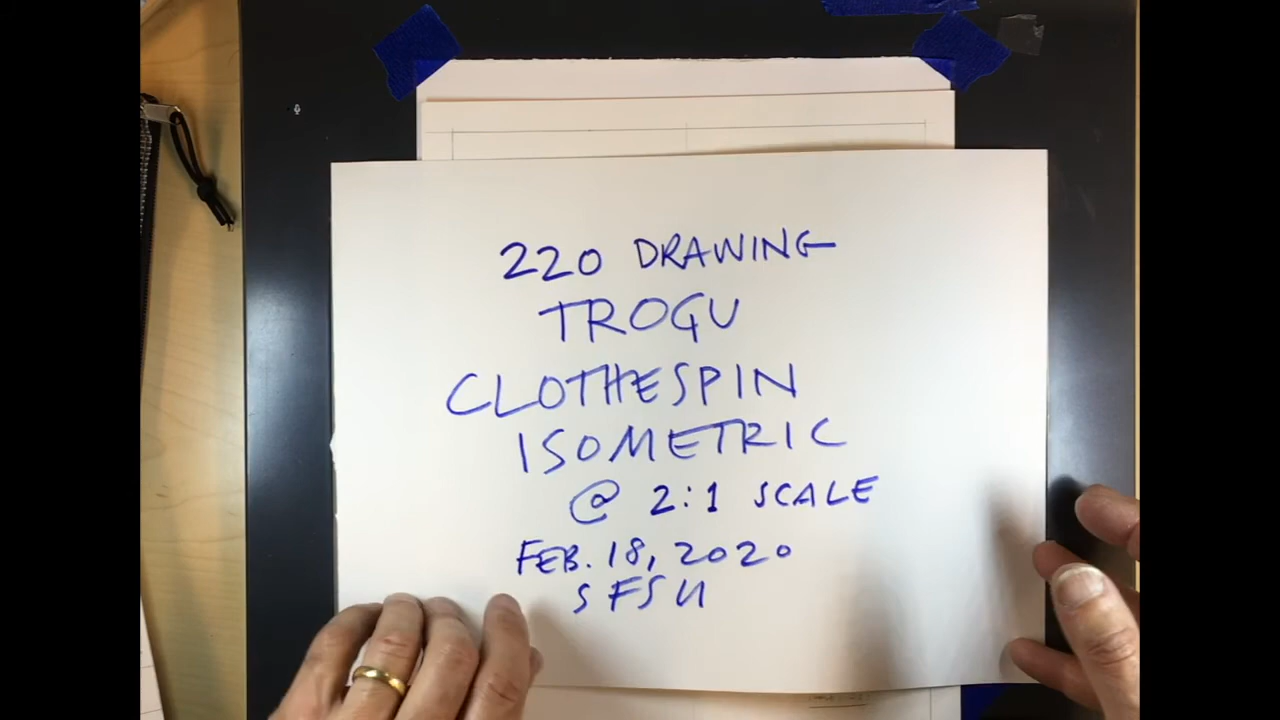 220 DRAWING
TROGU
CLOTHESPIN
ISOMETRIC
@ 2:1 SCALE
FEB. 18, 2020
SFSU